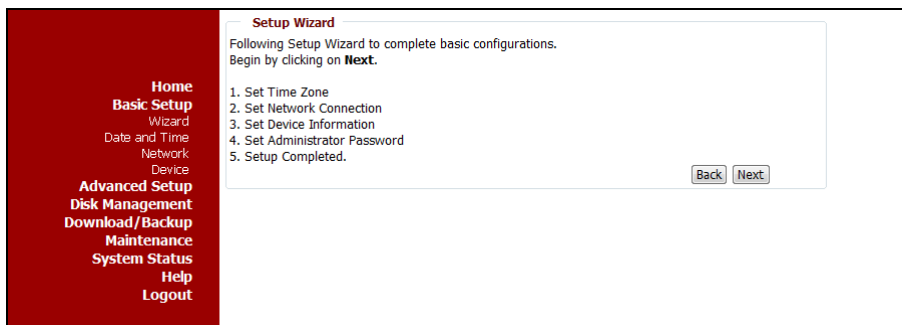 Home
Basic Setup
Wizard
Date and Time
Network
Device
Advanced Setup
Disk Management
Download/Backup
Maintenance
System Status
Help
Logout
Setup Wizard
Following Setup Wizard to complete basic configurations.
Begin by clicking on Next.
1. Set Time Zone
2. Set Network Connection
3. Set Device Information
4. Set Administrator Password
5. Setup Completed.
Back Next